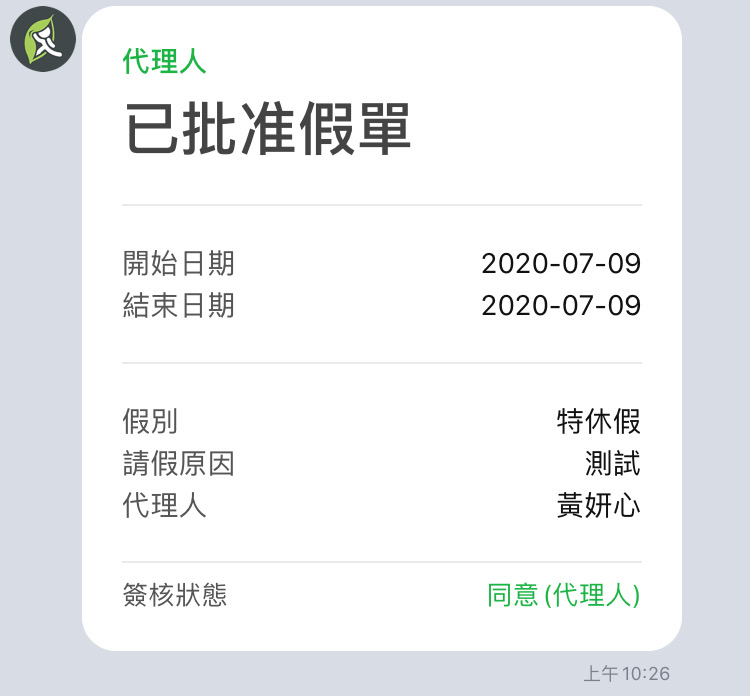 代理人
已批准假單
開始日期 2020-07-09
結束日期 2020-07-09
假別 特休假
請假原因 測試
代理人 黃妍心
簽核狀態 同意 (代理人)
上午 10:26